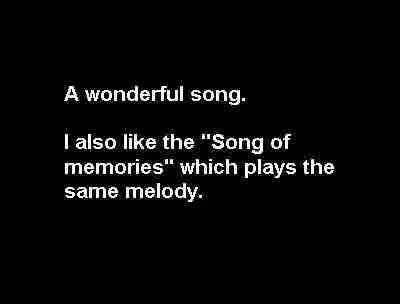 A wonderful song.
I also like the "Song of
memories" which plays the
same melody.